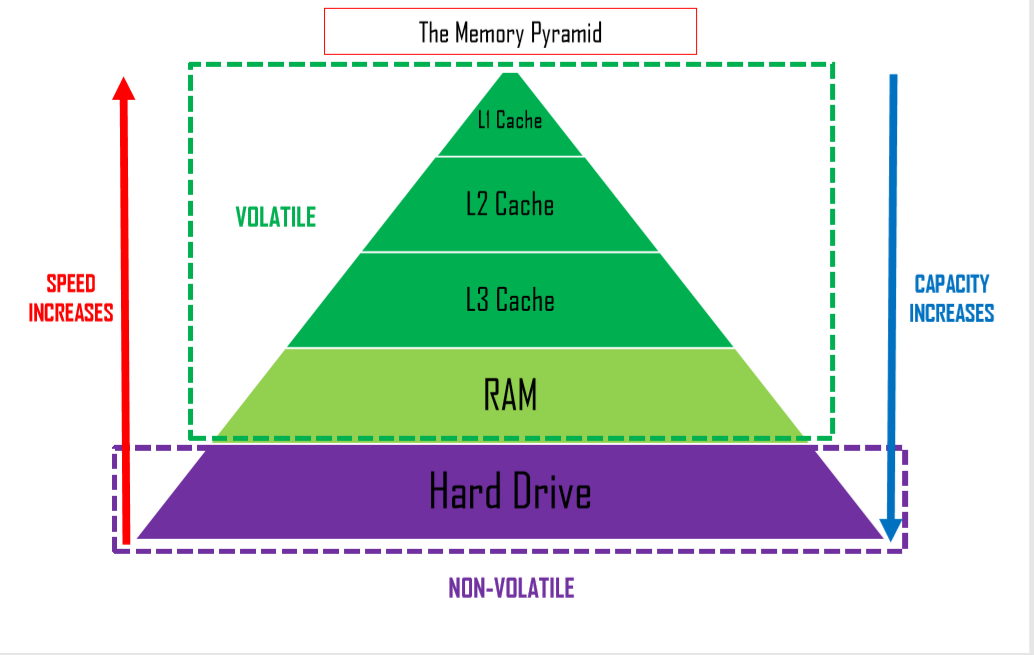 The Memory Pyramid
L1 Cache
L2 Cache
VOLATILE
SPEED
INCREASES
L3 Cache
CAPACITY
INCREASES
RAM
Hard Drive
NON-VOLATILE